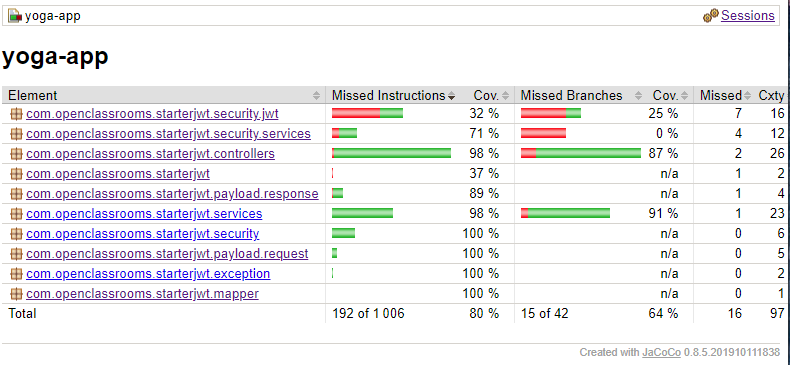 yoga-app Sessions
yoga-app
Element Missed Instructions Cov. Missed Branches Cov. Missed Cxty
com.openclassrooms.starterjwt.security.jwt 32 % 25 % 7 16
com.openclassrooms.starterjwt.security.services 71 % 0 % 4 12
com.openclassrooms.starterjwt.controllers 98 % 87 % 2 26
com.openclassrooms.starterjwt 37 % n/a 1 2
com.openclassrooms.starterjwt.payload.response 89 % n/a 1 4
com.openclassrooms.starterjwt.services 98 % 91 % 1 23
com.openclassrooms.starterjwt.security 100 % n/a 0 6
com.openclassrooms.starterjwt.payload.request 100 % n/a 0 5
com.openclassrooms.starterjwt.exception 100 % n/a 0 2
com.openclassrooms.starterjwt.mapper 100 % n/a 0 1
Total 192 of 1 006 80 % 15 of 42 64 % 16 97
Created with JaCoCo 0.8.5.201910111838